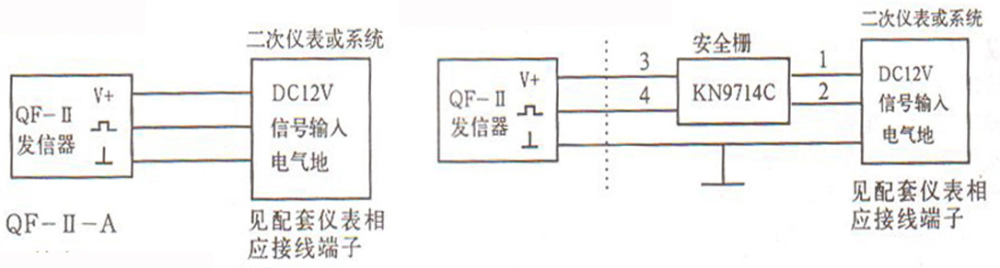 二次仪表或系统
QF-Ⅱ
发信器
V+
DC12V
信号输入
电气地
QF-Ⅱ-A
见配套仪表相
应接线端子
二次仪表或系统
安全栅
QF-Ⅱ
发信器
V+
3
4
KN9714C
1
2
DC12V
信号输入
电气地
见配套仪表相
应接线端子